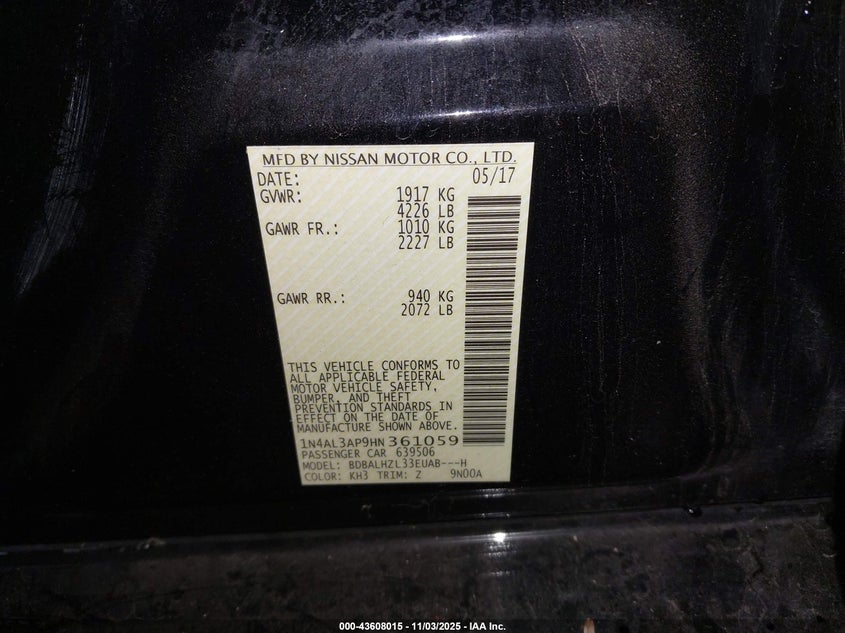 MFD BY NISSAN MOTOR CO., LTD.
DATE: 05/17
GVWR: 1917 KG
4226 LB
GAWR FR.: 1010 KG
2227 LB
GAWR RR.: 940 KG
2072 LB
THIS VEHICLE CONFORMS TO
ALL APPLICABLE FEDERAL
MOTOR VEHICLE SAFETY,
BUMPER, AND THEFT
PREVENTION STANDARDS IN
EFFECT ON THE DATE OF
MANUFACTURE SHOWN ABOVE.
1N4AL3AP9HN361059
PASSENGER CAR 639506
MODEL: BDBALHZL33EUAB---H
COLOR: KH3 TRIM: Z 9N00A
000-43608015 - 11/03/2025 - IAA Inc.